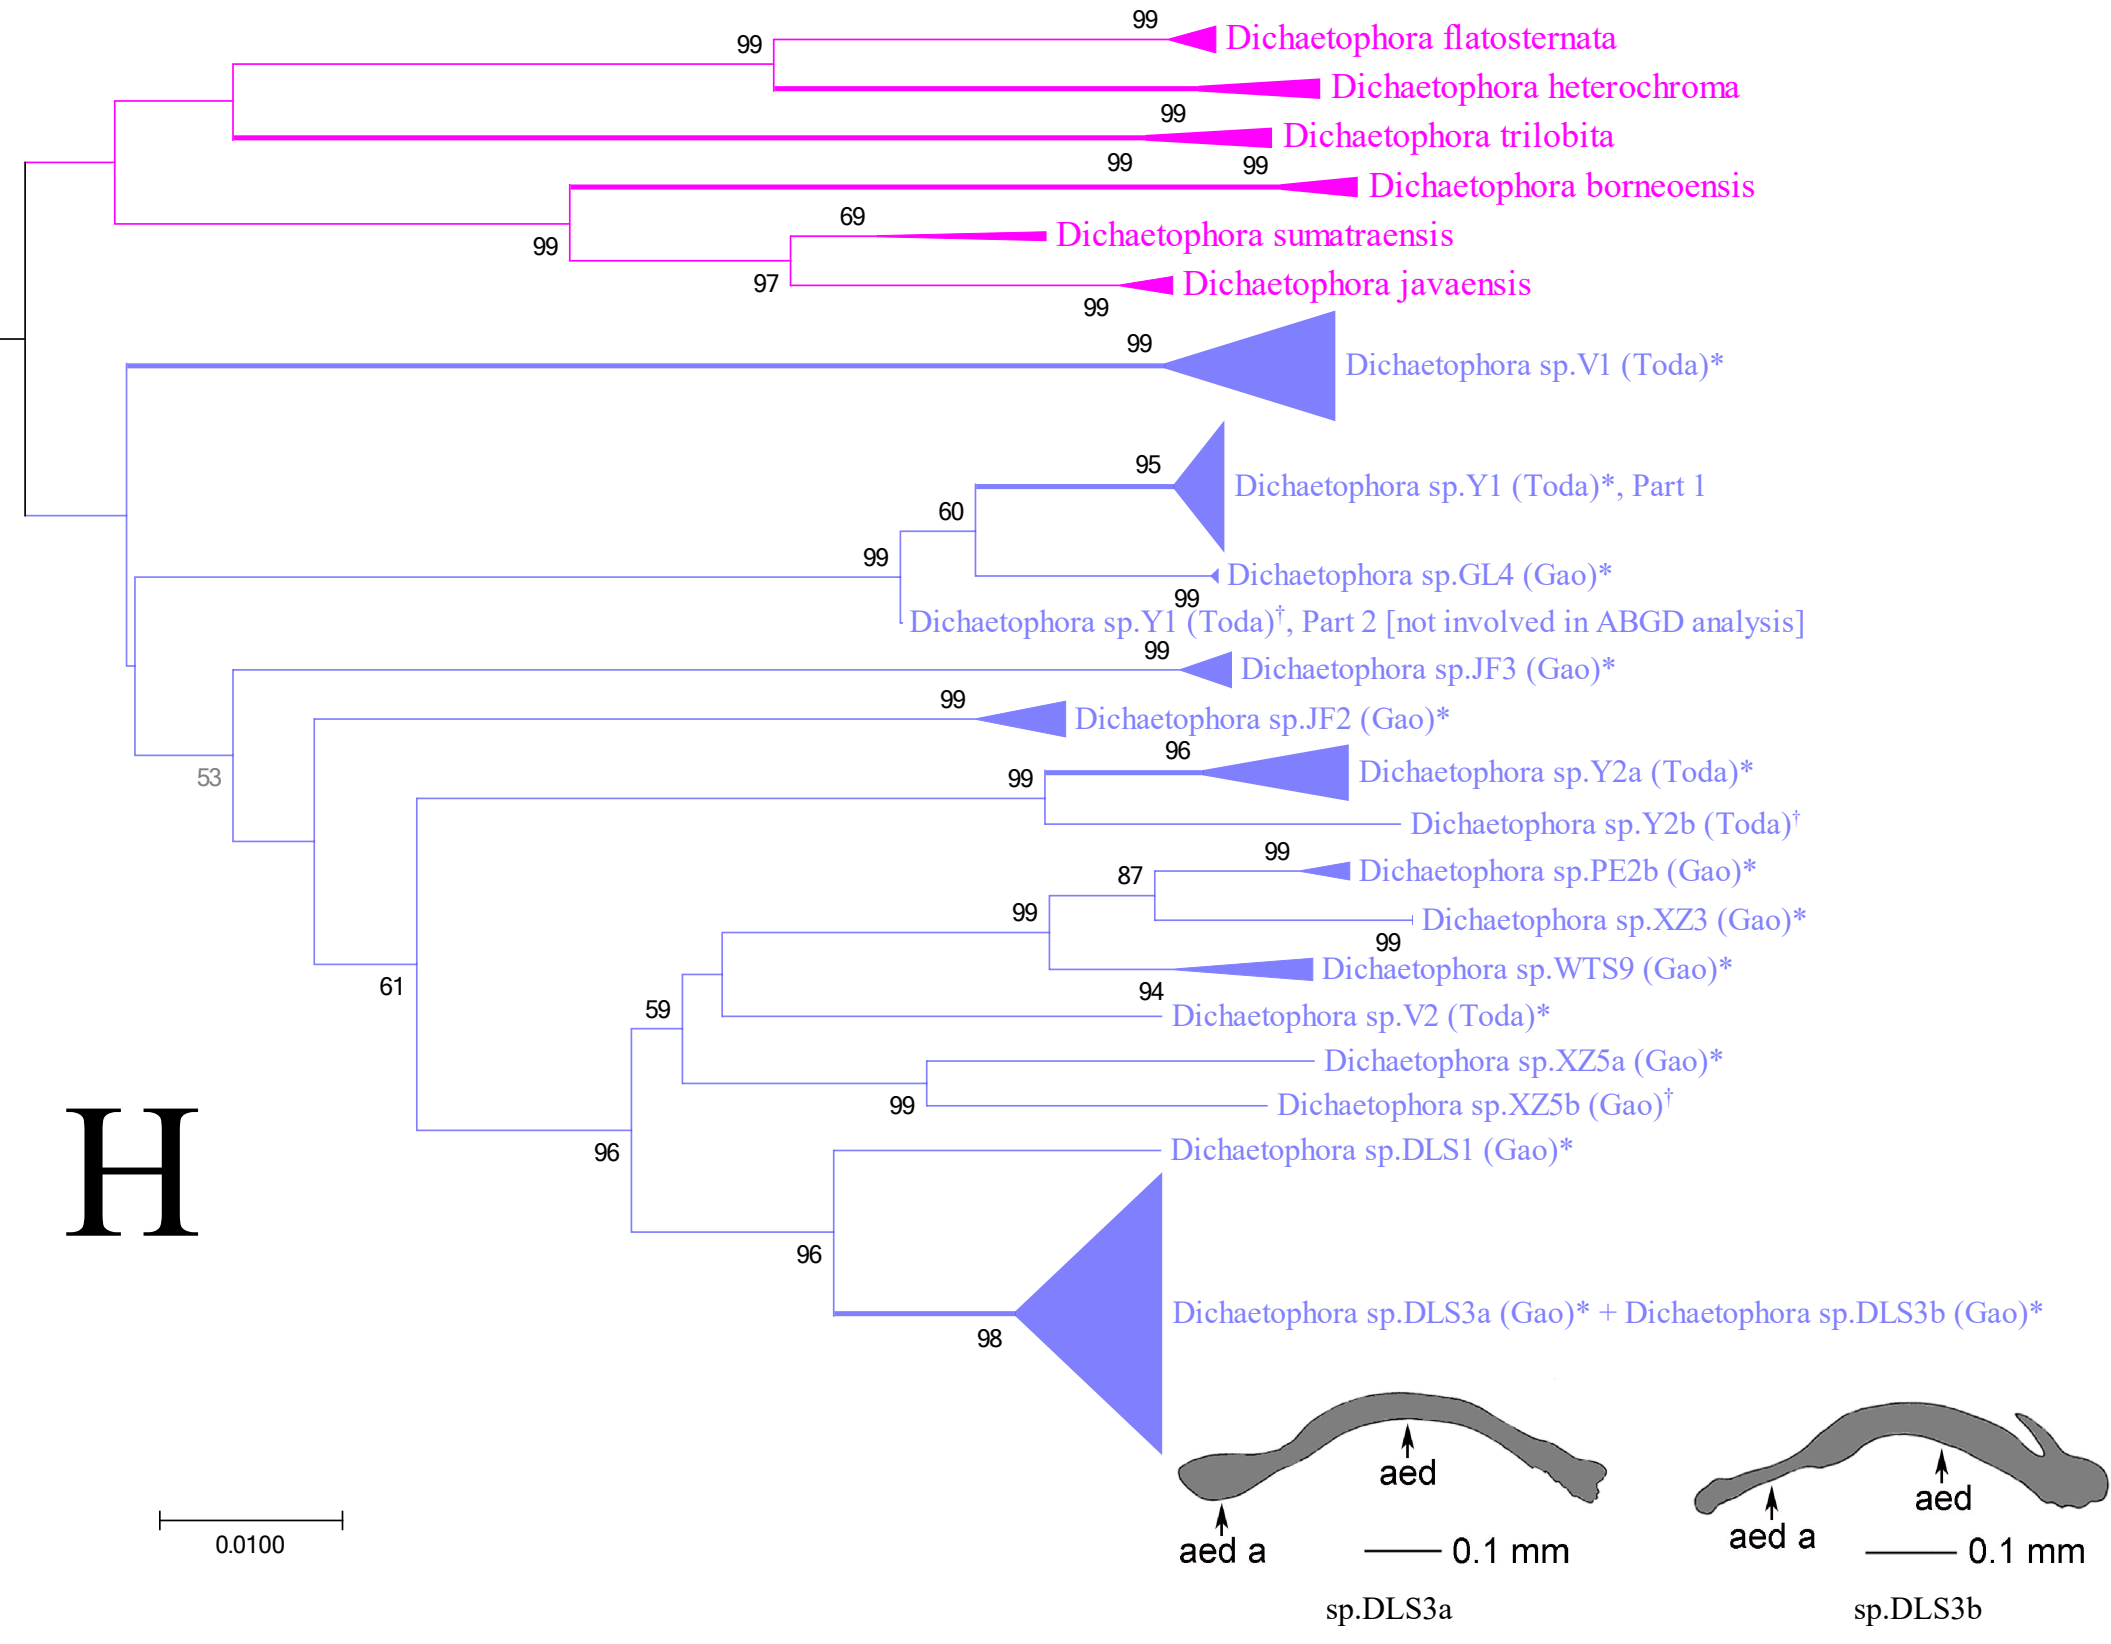 99
99
Dichaetophora flatosternata
Dichaetophora heterochroma
99
Dichaetophora trilobita
99
99
Dichaetophora borneoensis
69
Dichaetophora sumatraensis
99
97
Dichaetophora javaensis
99
99
Dichaetophora sp.V1 (Toda)*
95
Dichaetophora sp.Y1 (Toda)*, Part 1
60
99
Dichaetophora sp.GL4 (Gao)*
99
Dichaetophora sp.Y1 (Toda)†, Part 2 [not involved in ABGD analysis]
99
Dichaetophora sp.JF3 (Gao)*
99
Dichaetophora sp.JF2 (Gao)*
53
96
99
Dichaetophora sp.Y2a (Toda)*
Dichaetophora sp.Y2b (Toda)†
99
87
Dichaetophora sp.PE2b (Gao)*
99
Dichaetophora sp.XZ3 (Gao)*
99
Dichaetophora sp.WTS9 (Gao)*
61
94
59
Dichaetophora sp.V2 (Toda)*
Dichaetophora sp.XZ5a (Gao)*
99
Dichaetophora sp.XZ5b (Gao)†
96
Dichaetophora sp.DLS1 (Gao)*
H
96
Dichaetophora sp.DLS3a (Gao)* + Dichaetophora sp.DLS3b (Gao)*
98
aed
aed
aed a
aed a
0.1 mm
0.1 mm
0.0100
sp.DLS3a
sp.DLS3b